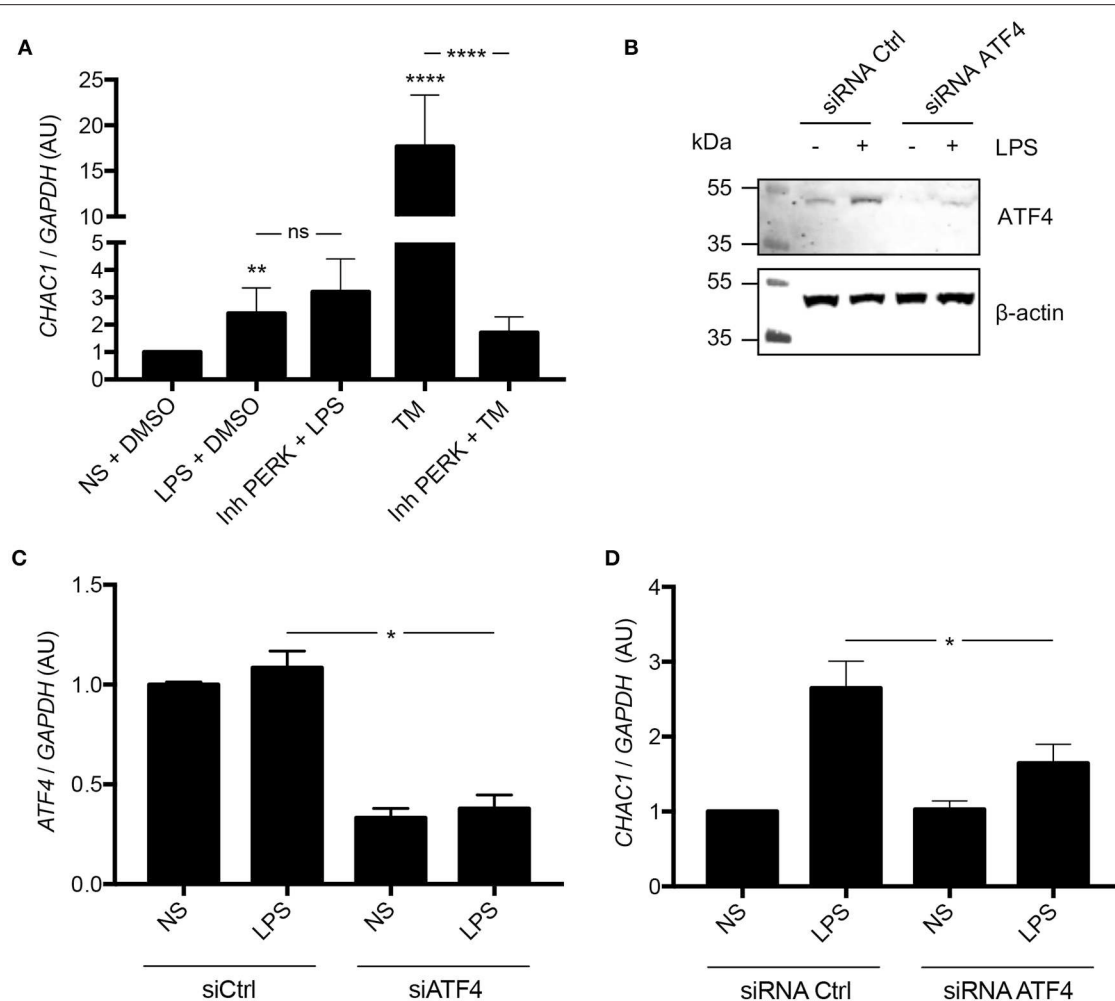 A
CHAC1 / GAPDH (AU)
25
20
15
10
5
4
3
2
1
0
**
ns
****
****
NS + DMSO
LPS + DMSO
Inh PERK + LPS
TM
Inh PERK + TM
B
siRNA Ctrl
siRNA ATF4
kDa
- + - + LPS
55
35
ATF4
55
35
β-actin
C
ATF4 / GAPDH (AU)
1.5
1.0
0.5
0.0
*
NS
LPS
NS
LPS
siCtrl
siATF4
D
CHAC1 / GAPDH (AU)
4
3
2
1
0
*
NS
LPS
NS
LPS
siRNA Ctrl
siRNA ATF4